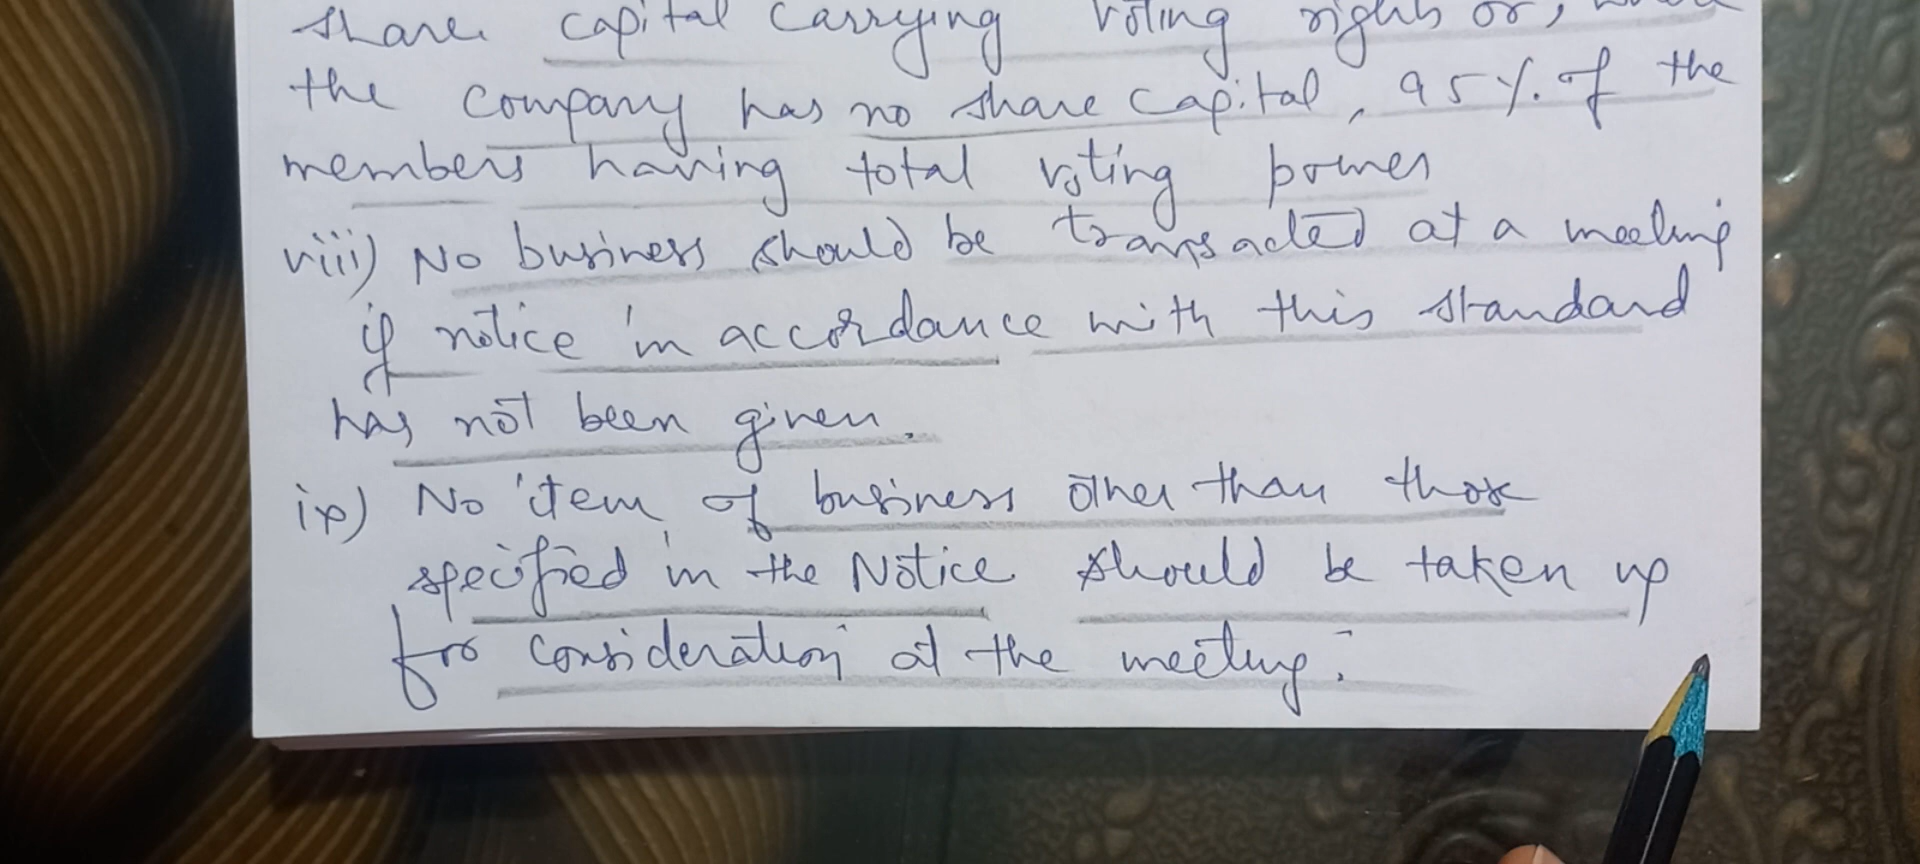 share capital carrying voting rights or,
the company has no share capital, 95% of the
members having total voting power
viii) No business should be transacted at a meeting
if notice in accordance with this standard
has not been given.
ix) No item of business other than those
specified in the Notice should be taken up
for consideration at the meeting.